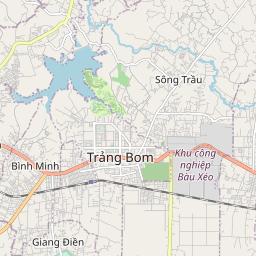 Sông Trầu
Trảng Bom
Khu công
nghiệp
Bàu Xéo
Bình Minh
Giang Điền